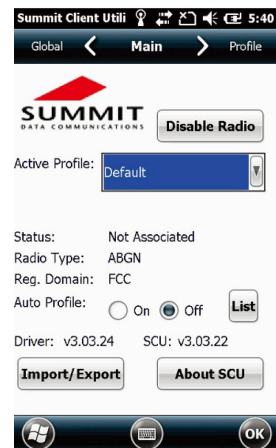 Summit Client Utili 5:40
Global Main Profile
SUMMIT
DATA COMMUNICATIONS
Disable Radio
Active Profile: Default
Status: Not Associated
Radio Type: ABGN
Reg. Domain: FCC
Auto Profile: On Off List
Driver: v3.03.24 SCU: v3.03.22
Import/Export About SCU
OK